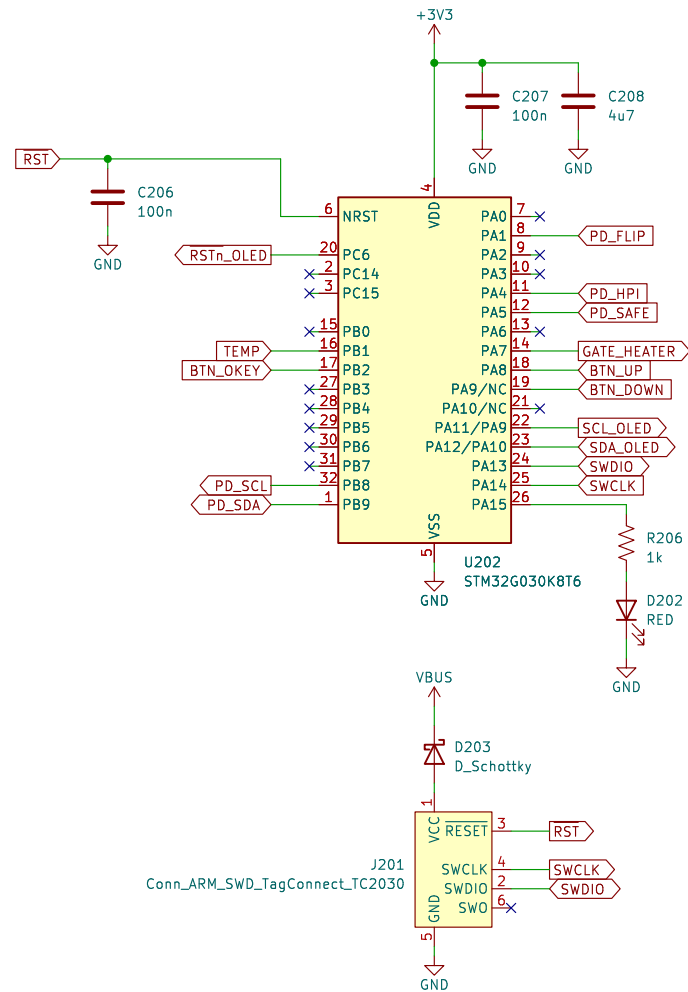 +3V3
C207
100n
C208
4u7
GND
GND
RST
C206
100n
GND
4
VDD
6 NRST
20 PC6
RSTn_OLED
2 PC14
3 PC15
15 PB0
TEMP 16 PB1
BTN_OKEY 17 PB2
27 PB3
28 PB4
29 PB5
30 PB6
31 PB7
PD_SCL 32 PB8
PD_SDA 1 PB9
PA0 7
PA1 8 PD_FLIP
PA2 9
PA3 10
PA4 11 PD_HPI
PA5 12 PD_SAFE
PA6 13
PA7 14 GATE_HEATER
PA8 18 BTN_UP
PA9/NC 19 BTN_DOWN
PA10/NC 21
PA11/PA9 22 SCL_OLED
PA12/PA10 23 SDA_OLED
PA13 24 SWDIO
PA14 25 SWCLK
PA15 26
VSS
5
GND
U202
STM32G030K8T6
R206
1k
D202
RED
GND
VBUS
D203
D_Schottky
1
VCC
RESET 3 RST
J201
Conn_ARM_SWD_TagConnect_TC2030
SWCLK 4 SWCLK
SWDIO 2 SWDIO
SWO 6
GND
5
GND